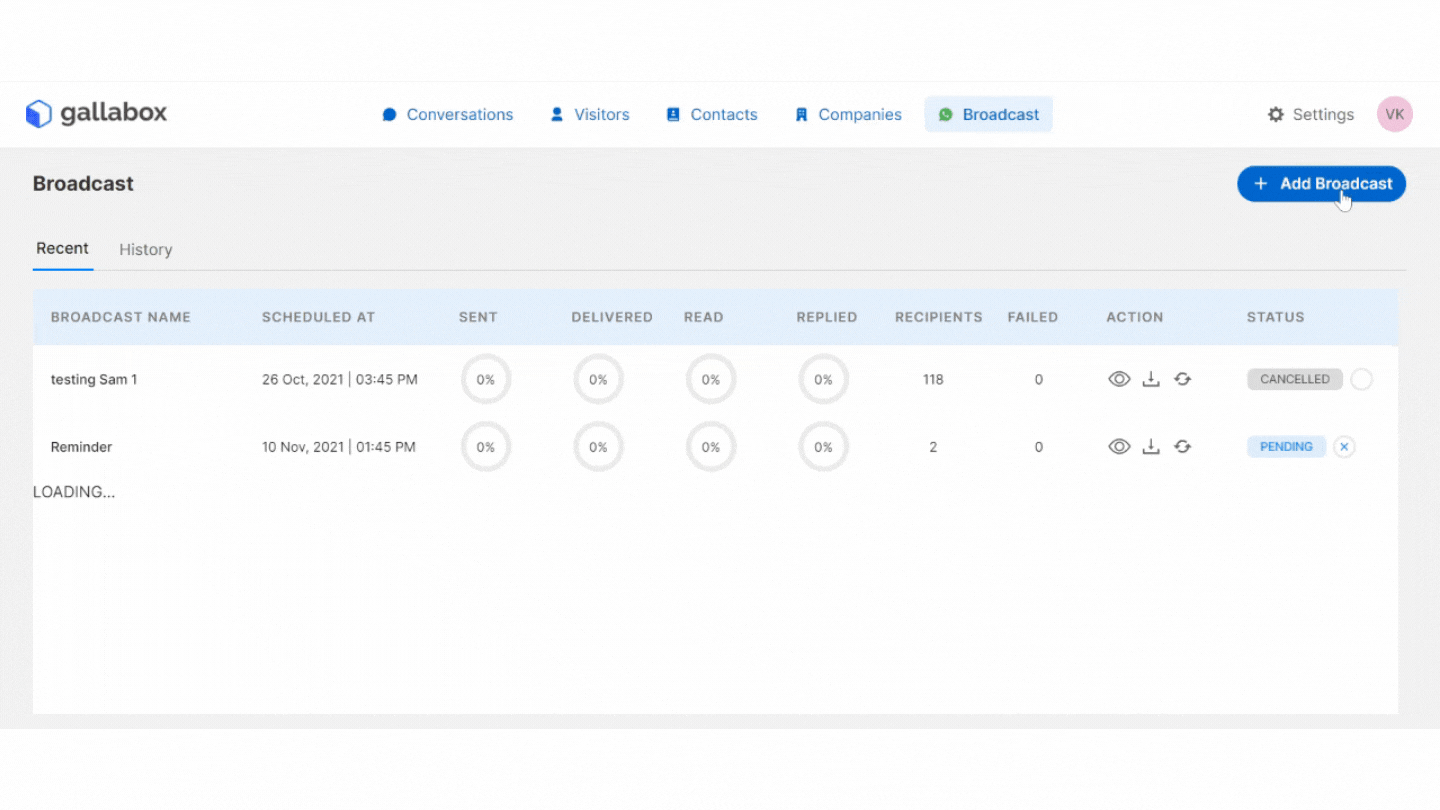 gallabox Conversations Visitors Contacts Companies Broadcast Settings VK
Broadcast + Add Broadcast
Recent History
BROADCAST NAME SCHEDULED AT SENT DELIVERED READ REPLIED RECIPIENTS FAILED ACTION STATUS
testing Sam 1 26 Oct, 2021 | 03:45 PM 0% 0% 0% 0% 118 0 CANCELLED
Reminder 10 Nov, 2021 | 01:45 PM 0% 0% 0% 0% 2 0 PENDING
LOADING...